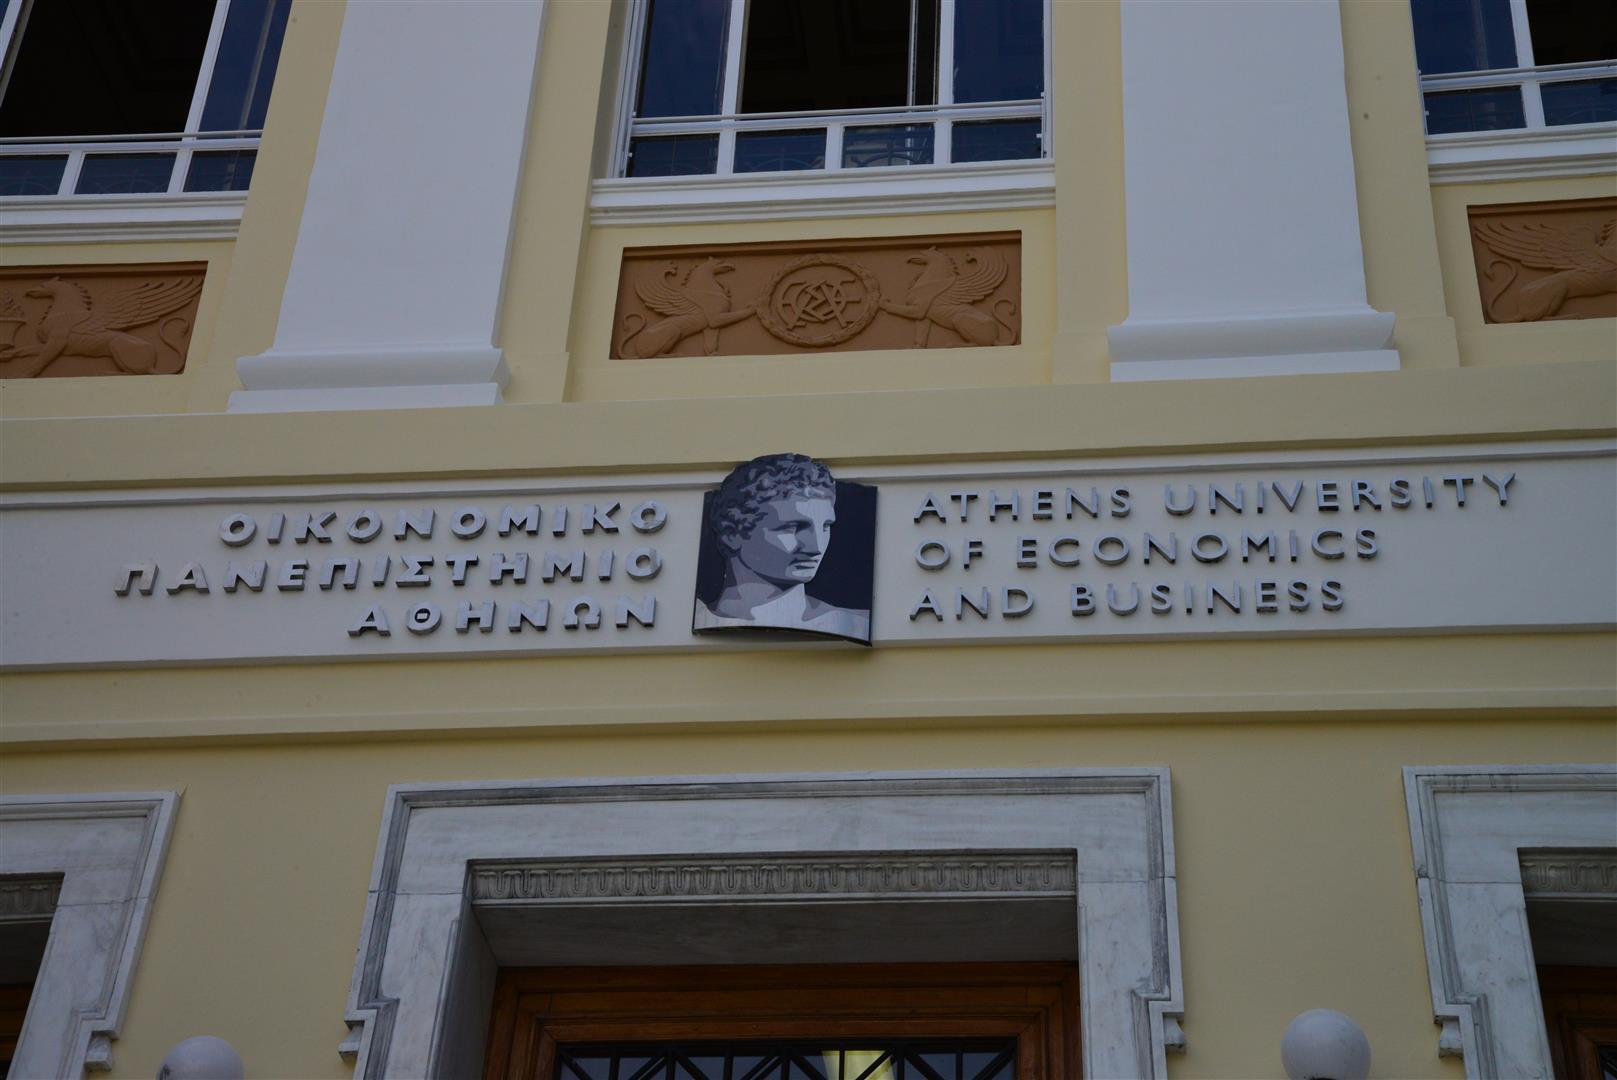 ΟΙΚΟΝΟΜΙΚΟ
ΠΑΝΕΠΙΣΤΗΜΙΟ
ΑΘΗΝΩΝ
ATHENS UNIVERSITY
OF ECONOMICS
AND BUSINESS